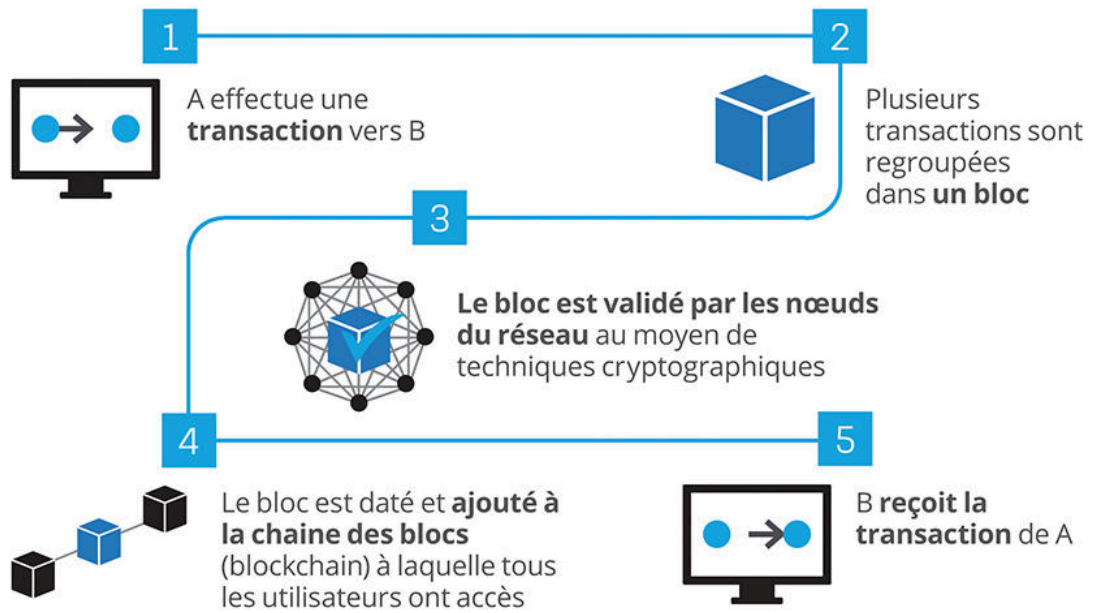 1
A effectue une
transaction vers B
2
Plusieurs
transactions sont
regroupées
dans un bloc
3
Le bloc est validé par les nœuds
du réseau au moyen de
techniques cryptographiques
4
Le bloc est daté et ajouté à
la chaine des blocs
(blockchain) à laquelle tous
les utilisateurs ont accès
5
B reçoit la
transaction de A